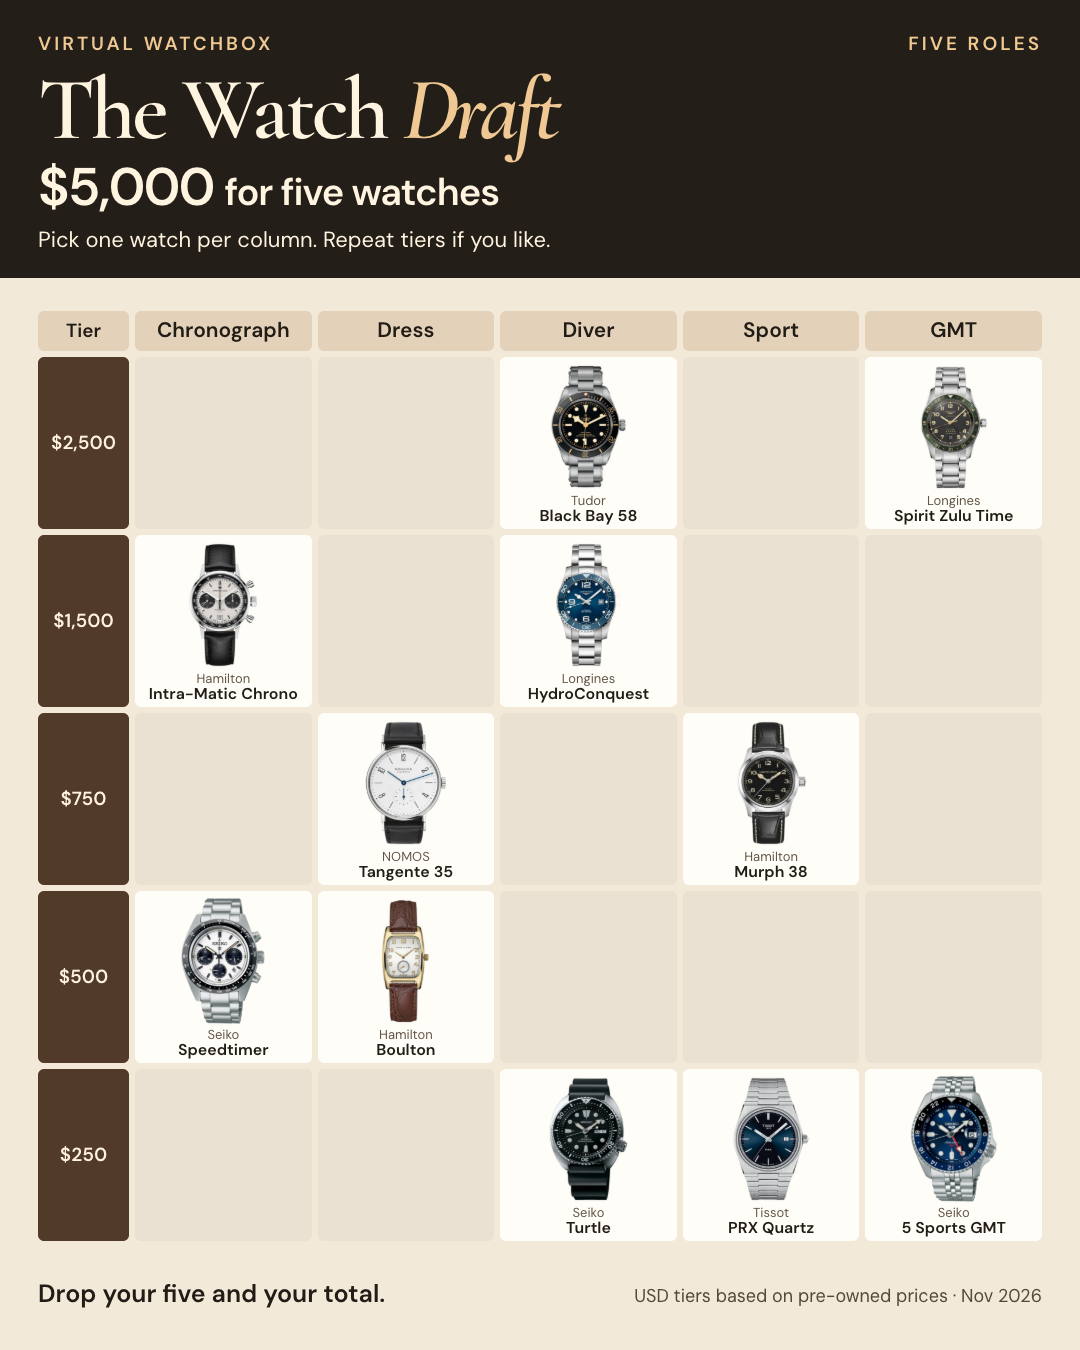 VIRTUAL WATCHBOX
FIVE ROLES
The Watch Draft
$5,000 for five watches
Pick one watch per column. Repeat tiers if you like.
Tier
Chronograph
Dress
Diver
Sport
GMT
$2,500
Tudor
Black Bay 58
Longines
Spirit Zulu Time
$1,500
Hamilton
Intra-Matic Chrono
Longines
HydroConquest
$750
NOMOS
Tangente 35
Hamilton
Murph 38
$500
SEIKO
Seiko
Speedtimer
Hamilton
Boulton
$250
Seiko
Turtle
TISSOT
Tissot
PRX Quartz
Seiko
5 Sports GMT
Drop your five and your total.
USD tiers based on pre-owned prices · Nov 2026